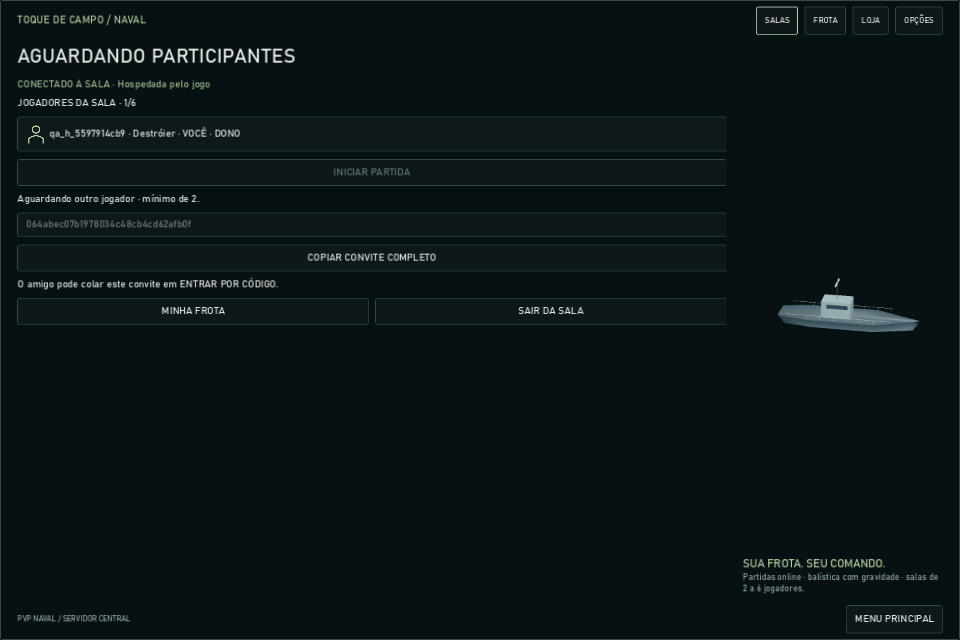 TOQUE DE CAMPO / NAVAL
SALAS
FROTA
LOJA
OPÇÕES
AGUARDANDO PARTICIPANTES
CONECTADO À SALA · Hospedada pelo jogo
JOGADORES DA SALA · 1/6
qa_h_5597914cb9 · Destróier · VOCÊ · DONO
INICIAR PARTIDA
Aguardando outro jogador · mínimo de 2.
064abec07b1978034c48cb4cd62afb0f
COPIAR CONVITE COMPLETO
O amigo pode colar este convite em ENTRAR POR CÓDIGO.
MINHA FROTA
SAIR DA SALA
SUA FROTA. SEU COMANDO.
Partidas online · balística com gravidade · salas de
2 a 6 jogadores.
PVP NAVAL / SERVIDOR CENTRAL
MENU PRINCIPAL